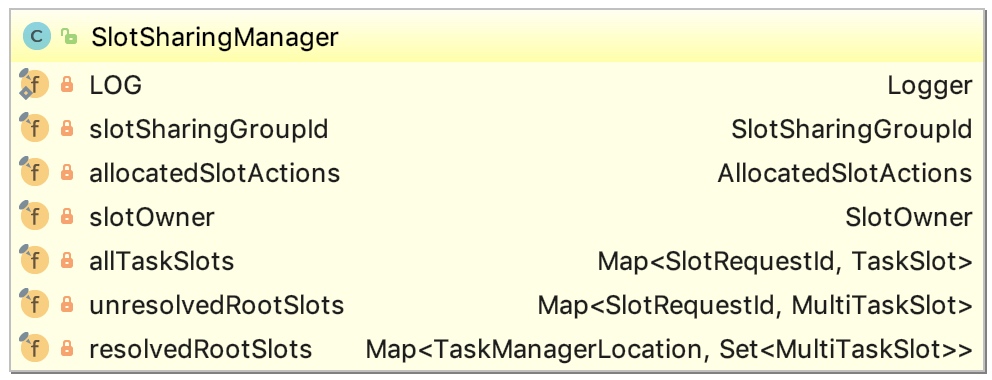 C SlotSharingManager
f LOG Logger
f slotSharingGroupId SlotSharingGroupId
f allocatedSlotActions AllocatedSlotActions
f slotOwner SlotOwner
f allTaskSlots Map<SlotRequestId, TaskSlot>
f unresolvedRootSlots Map<SlotRequestId, MultiTaskSlot>
f resolvedRootSlots Map<TaskManagerLocation, Set<MultiTaskSlot>>